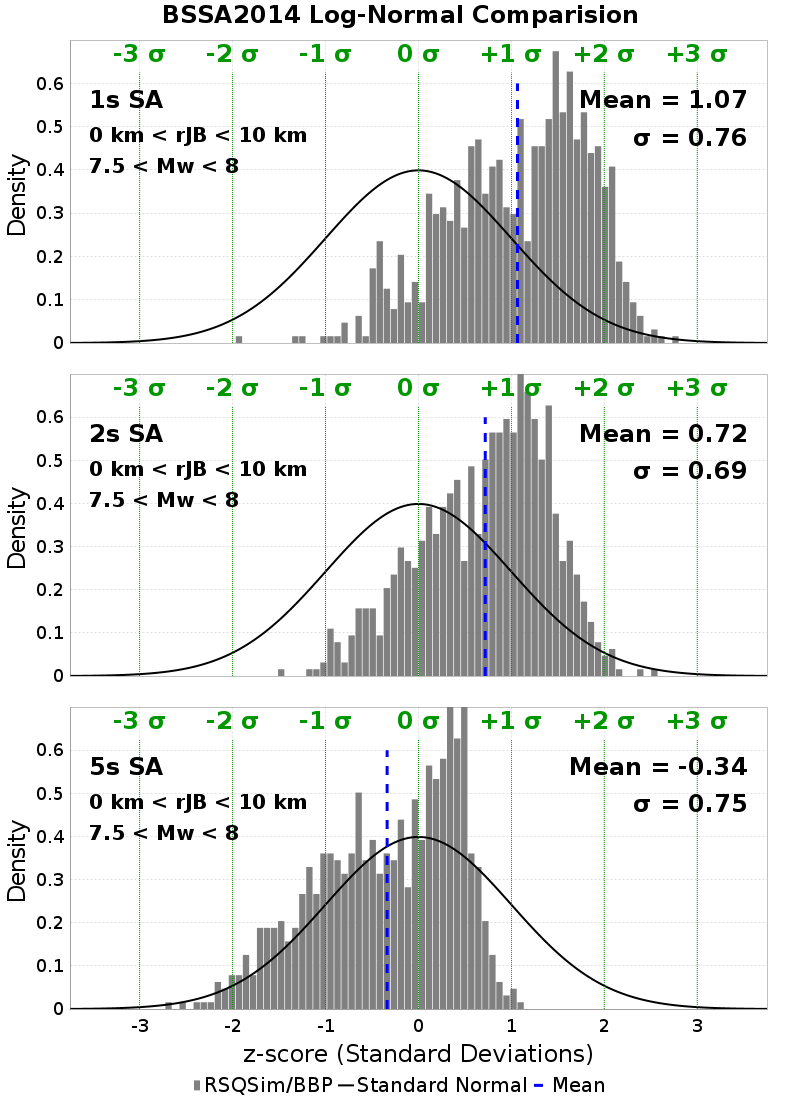 BSSA2014 Log-Normal Comparision
-3 σ -2 σ -1 σ 0 σ +1 σ +2 σ +3 σ
1s SA
0 km < rJB < 10 km
7.5 < Mw < 8
Mean = 1.07
σ = 0.76
Density
0.6
0.5
0.4
0.3
0.2
0.1
0
-3 σ -2 σ -1 σ 0 σ +1 σ +2 σ +3 σ
2s SA
0 km < rJB < 10 km
7.5 < Mw < 8
Mean = 0.72
σ = 0.69
Density
0.6
0.5
0.4
0.3
0.2
0.1
0
-3 σ -2 σ -1 σ 0 σ +1 σ +2 σ +3 σ
5s SA
0 km < rJB < 10 km
7.5 < Mw < 8
Mean = -0.34
σ = 0.75
Density
0.6
0.5
0.4
0.3
0.2
0.1
0
-3 -2 -1 0 1 2 3
z-score (Standard Deviations)
RSQSim/BBP Standard Normal Mean